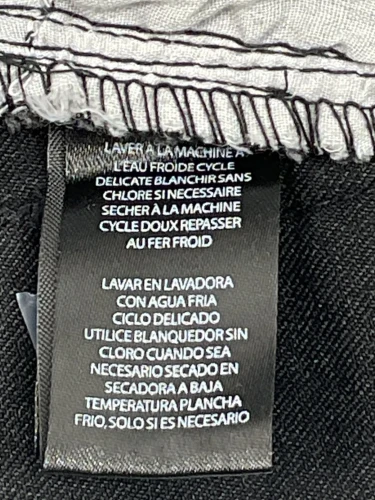 LAVER À LA MACHINE À
L'EAU FROIDE CYCLE
DELICATE BLANCHIR SANS
CHLORE SI NECESSAIRE
SECHER À LA MACHINE
CYCLE DOUX REPASSER
AU FER FROID
LAVAR EN LAVADORA
CON AGUA FRIA
CICLO DELICADO
UTILICE BLANQUEDOR SIN
CLORO CUANDO SEA
NECESARIO SECADO EN
SECADORA A BAJA
TEMPERATURA PLANCHA
FRIO, SOLO SI ES NECESARIO